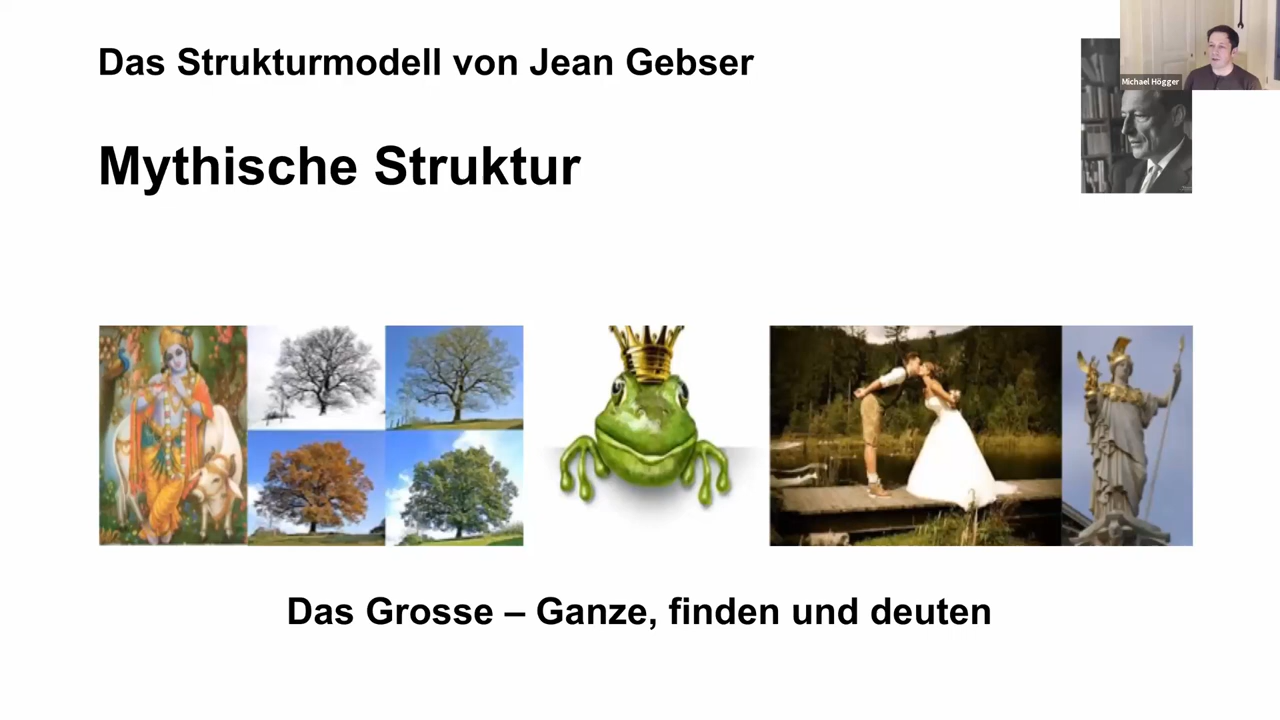 Das Strukturmodell von Jean Gebser
Michael Högger
Mythische Struktur
Das Grosse – Ganze, finden und deuten